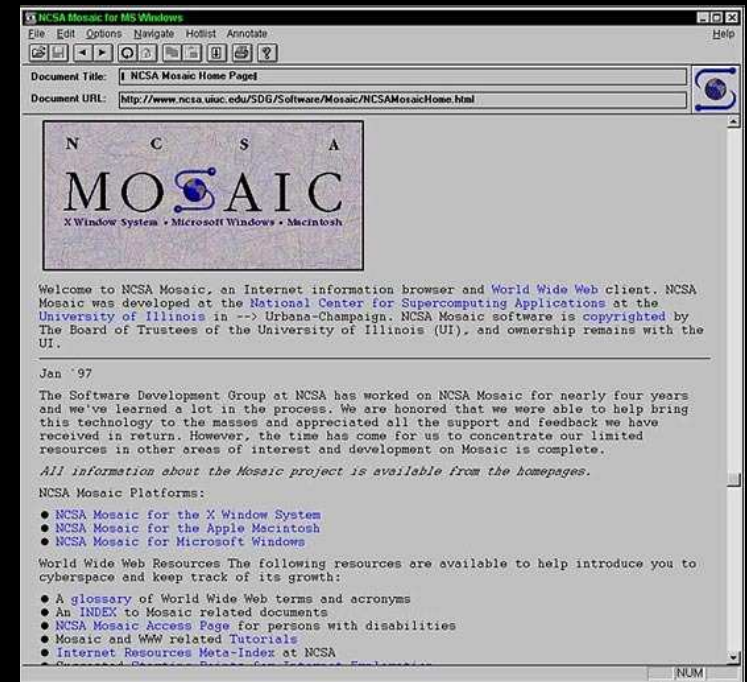 NCSA Mosaic for MS Windows
File Edit Options Navigate Hotlist Annotate Help
Document Title: NCSA Mosaic Home Page
Document URL: http://www.ncsa.uiuc.edu/SDG/Software/Mosaic/NCSAMosaicHome.html
N C S A
MOSAIC
X Window System • Microsoft Windows • Macintosh
Welcome to NCSA Mosaic, an Internet information browser and World Wide Web client. NCSA
Mosaic was developed at the National Center for Supercomputing Applications at the
University of Illinois in --> Urbana-Champaign. NCSA Mosaic software is copyrighted by
The Board of Trustees of the University of Illinois (UI), and ownership remains with the
UI.
Jan '97
The Software Development Group at NCSA has worked on NCSA Mosaic for nearly four years
and we've learned a lot in the process. We are honored that we were able to help bring
this technology to the masses and appreciated all the support and feedback we have
received in return. However, the time has come for us to concentrate our limited
resources in other areas of interest and development on Mosaic is complete.
All information about the Mosaic project is available from the homepages.
NCSA Mosaic Platforms:
● NCSA Mosaic for the X Window System
● NCSA Mosaic for the Apple Macintosh
● NCSA Mosaic for Microsoft Windows
World Wide Web Resources The following resources are available to help introduce you to
cyberspace and keep track of its growth:
● A glossary of World Wide Web terms and acronyms
● An INDEX to Mosaic related documents
● NCSA Mosaic Access Page for persons with disabilities
● Mosaic and WWW related Tutorials
● Internet Resources Meta-Index at NCSA
NUM